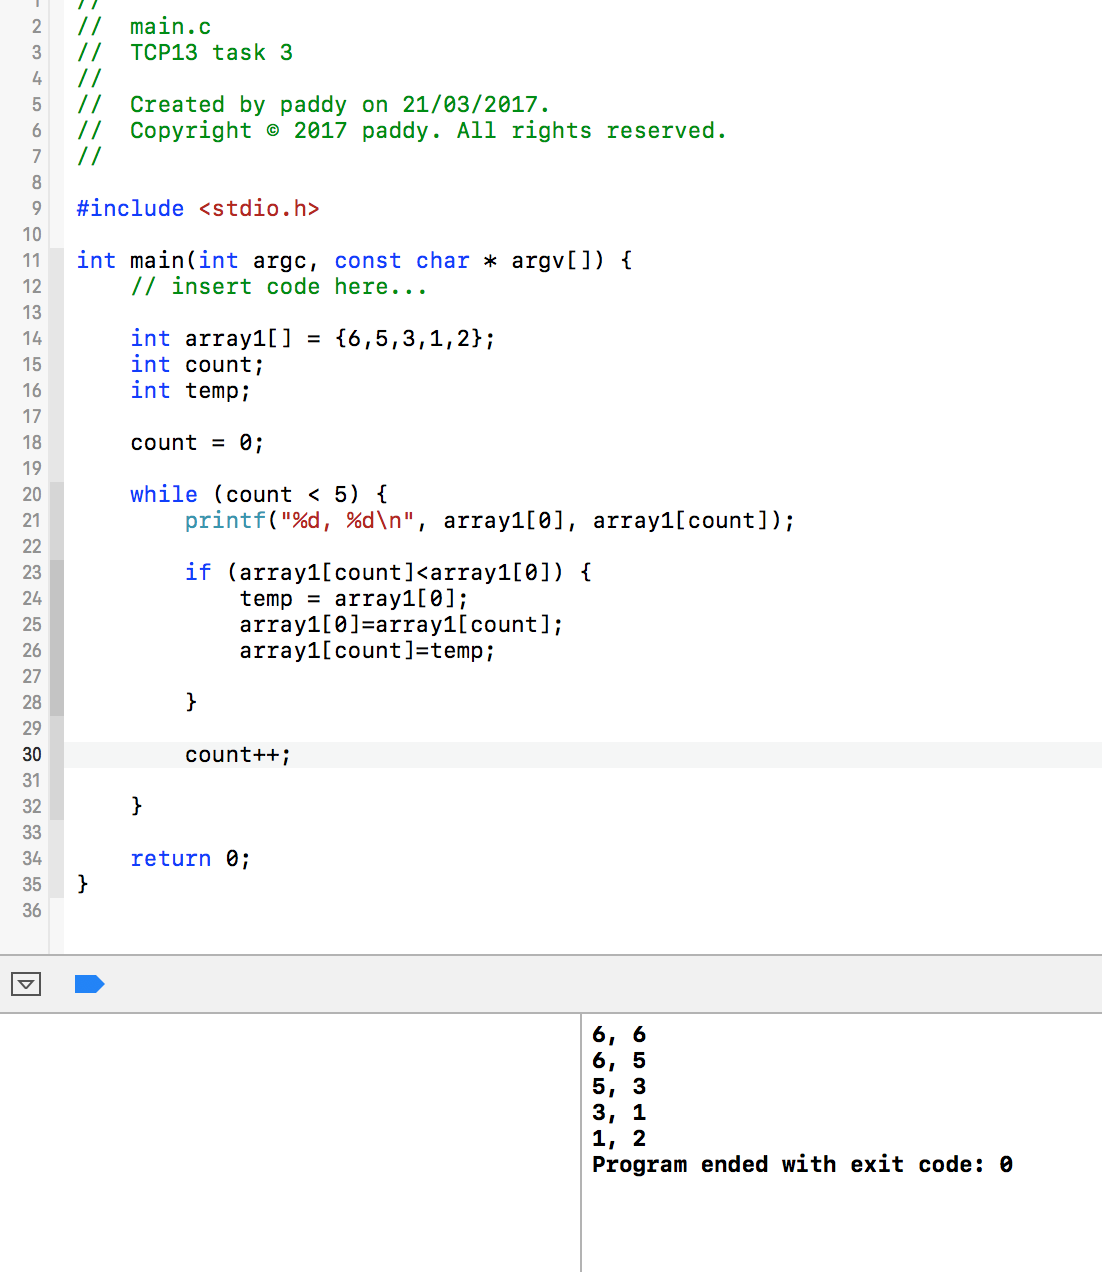 1 //
2 // main.c
3 // TCP13 task 3
4 //
5 // Created by paddy on 21/03/2017.
6 // Copyright © 2017 paddy. All rights reserved.
7 //
8
9 #include <stdio.h>
10
11 int main(int argc, const char * argv[]) {
12     // insert code here...
13
14     int array1[] = {6,5,3,1,2};
15     int count;
16     int temp;
17
18     count = 0;
19
20     while (count < 5) {
21         printf("%d, %d\n", array1[0], array1[count]);
22
23         if (array1[count]<array1[0]) {
24             temp = array1[0];
25             array1[0]=array1[count];
26             array1[count]=temp;
27
28         }
29
30         count++;
31
32     }
33
34     return 0;
35 }
36
6, 6
6, 5
5, 3
3, 1
1, 2
Program ended with exit code: 0